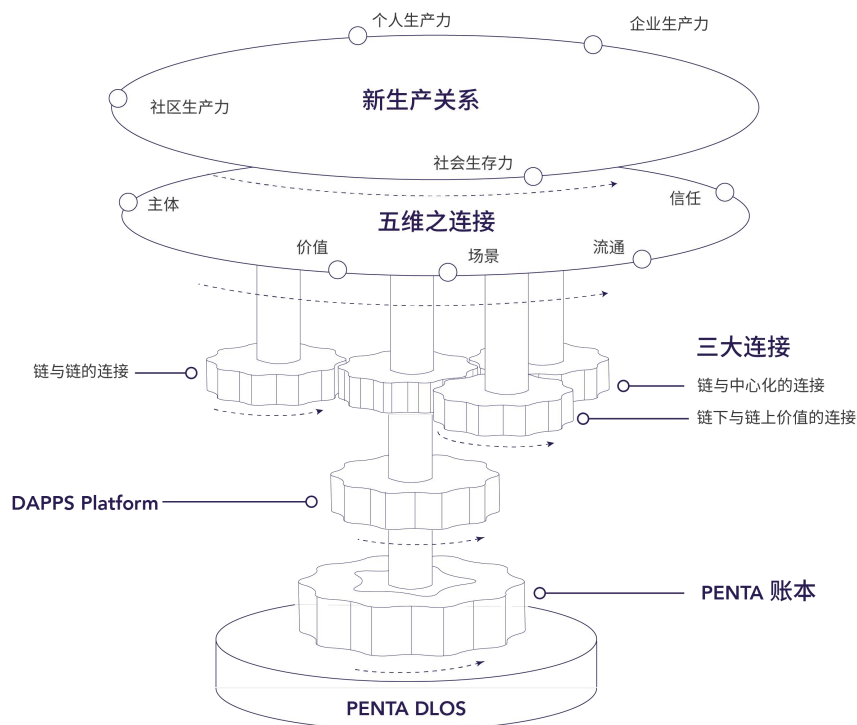 个人生产力
企业生产力
社区生产力
新生产关系
社会生存力
主体
信任
五维之连接
价值
场景
流通
三大连接
链与链的连接
链与中心化的连接
链下与链上价值的连接
DAPPS Platform
PENTA 账本
PENTA DLOS